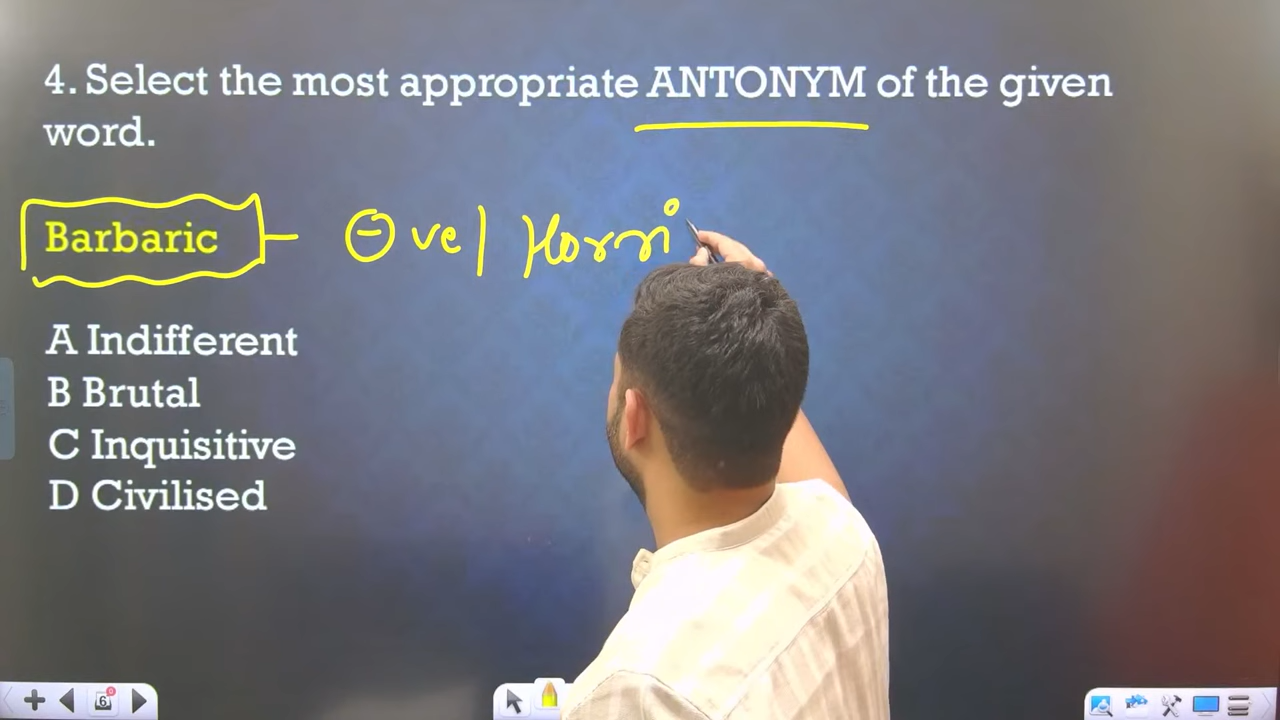 4. Select the most appropriate ANTONYM of the given
word.
Barbaric - ⊖ve | Horri
A Indifferent
B Brutal
C Inquisitive
D Civilised
6